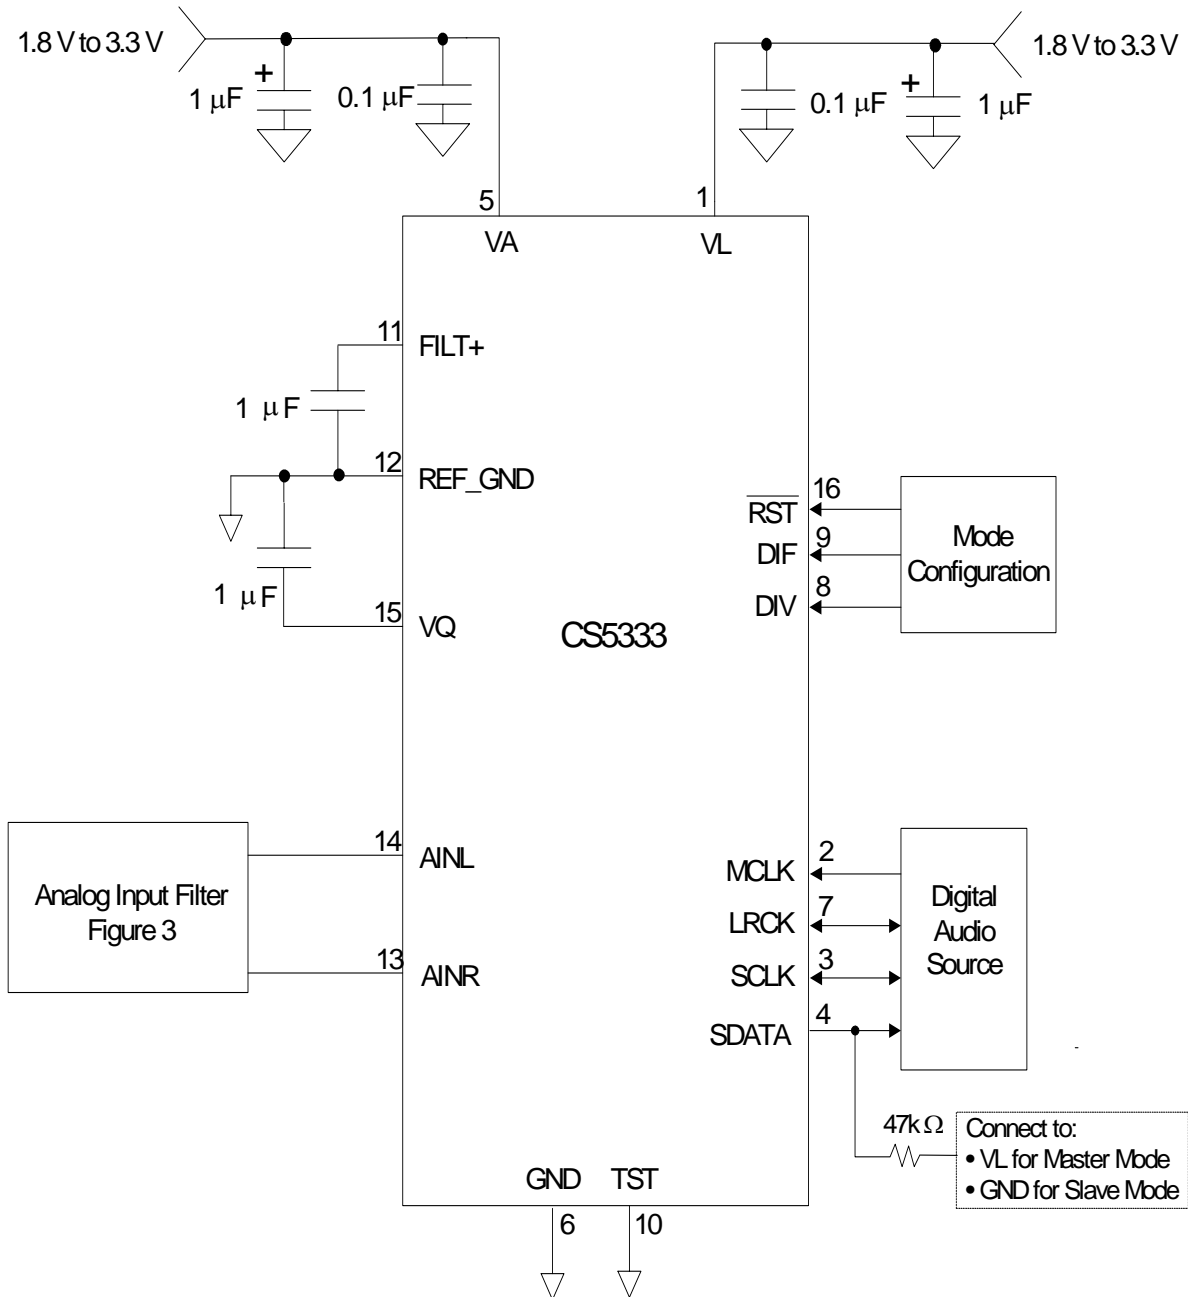 1.8 V to 3.3 V
1.8 V to 3.3 V
+
1 μF
0.1 μF
0.1 μF
+
1 μF
5
1
VA
VL
11
FILT+
1 μF
12
REF_GND
16
RST
9
DIF
8
DIV
Mode
Configuration
1 μF
15
VQ
CS5333
Analog Input Filter
Figure 3
14
AINL
13
AINR
2
MCLK
7
LRCK
3
SCLK
4
SDATA
Digital
Audio
Source
47k Ω
Connect to:
• VL for Master Mode
• GND for Slave Mode
GND
TST
6
10